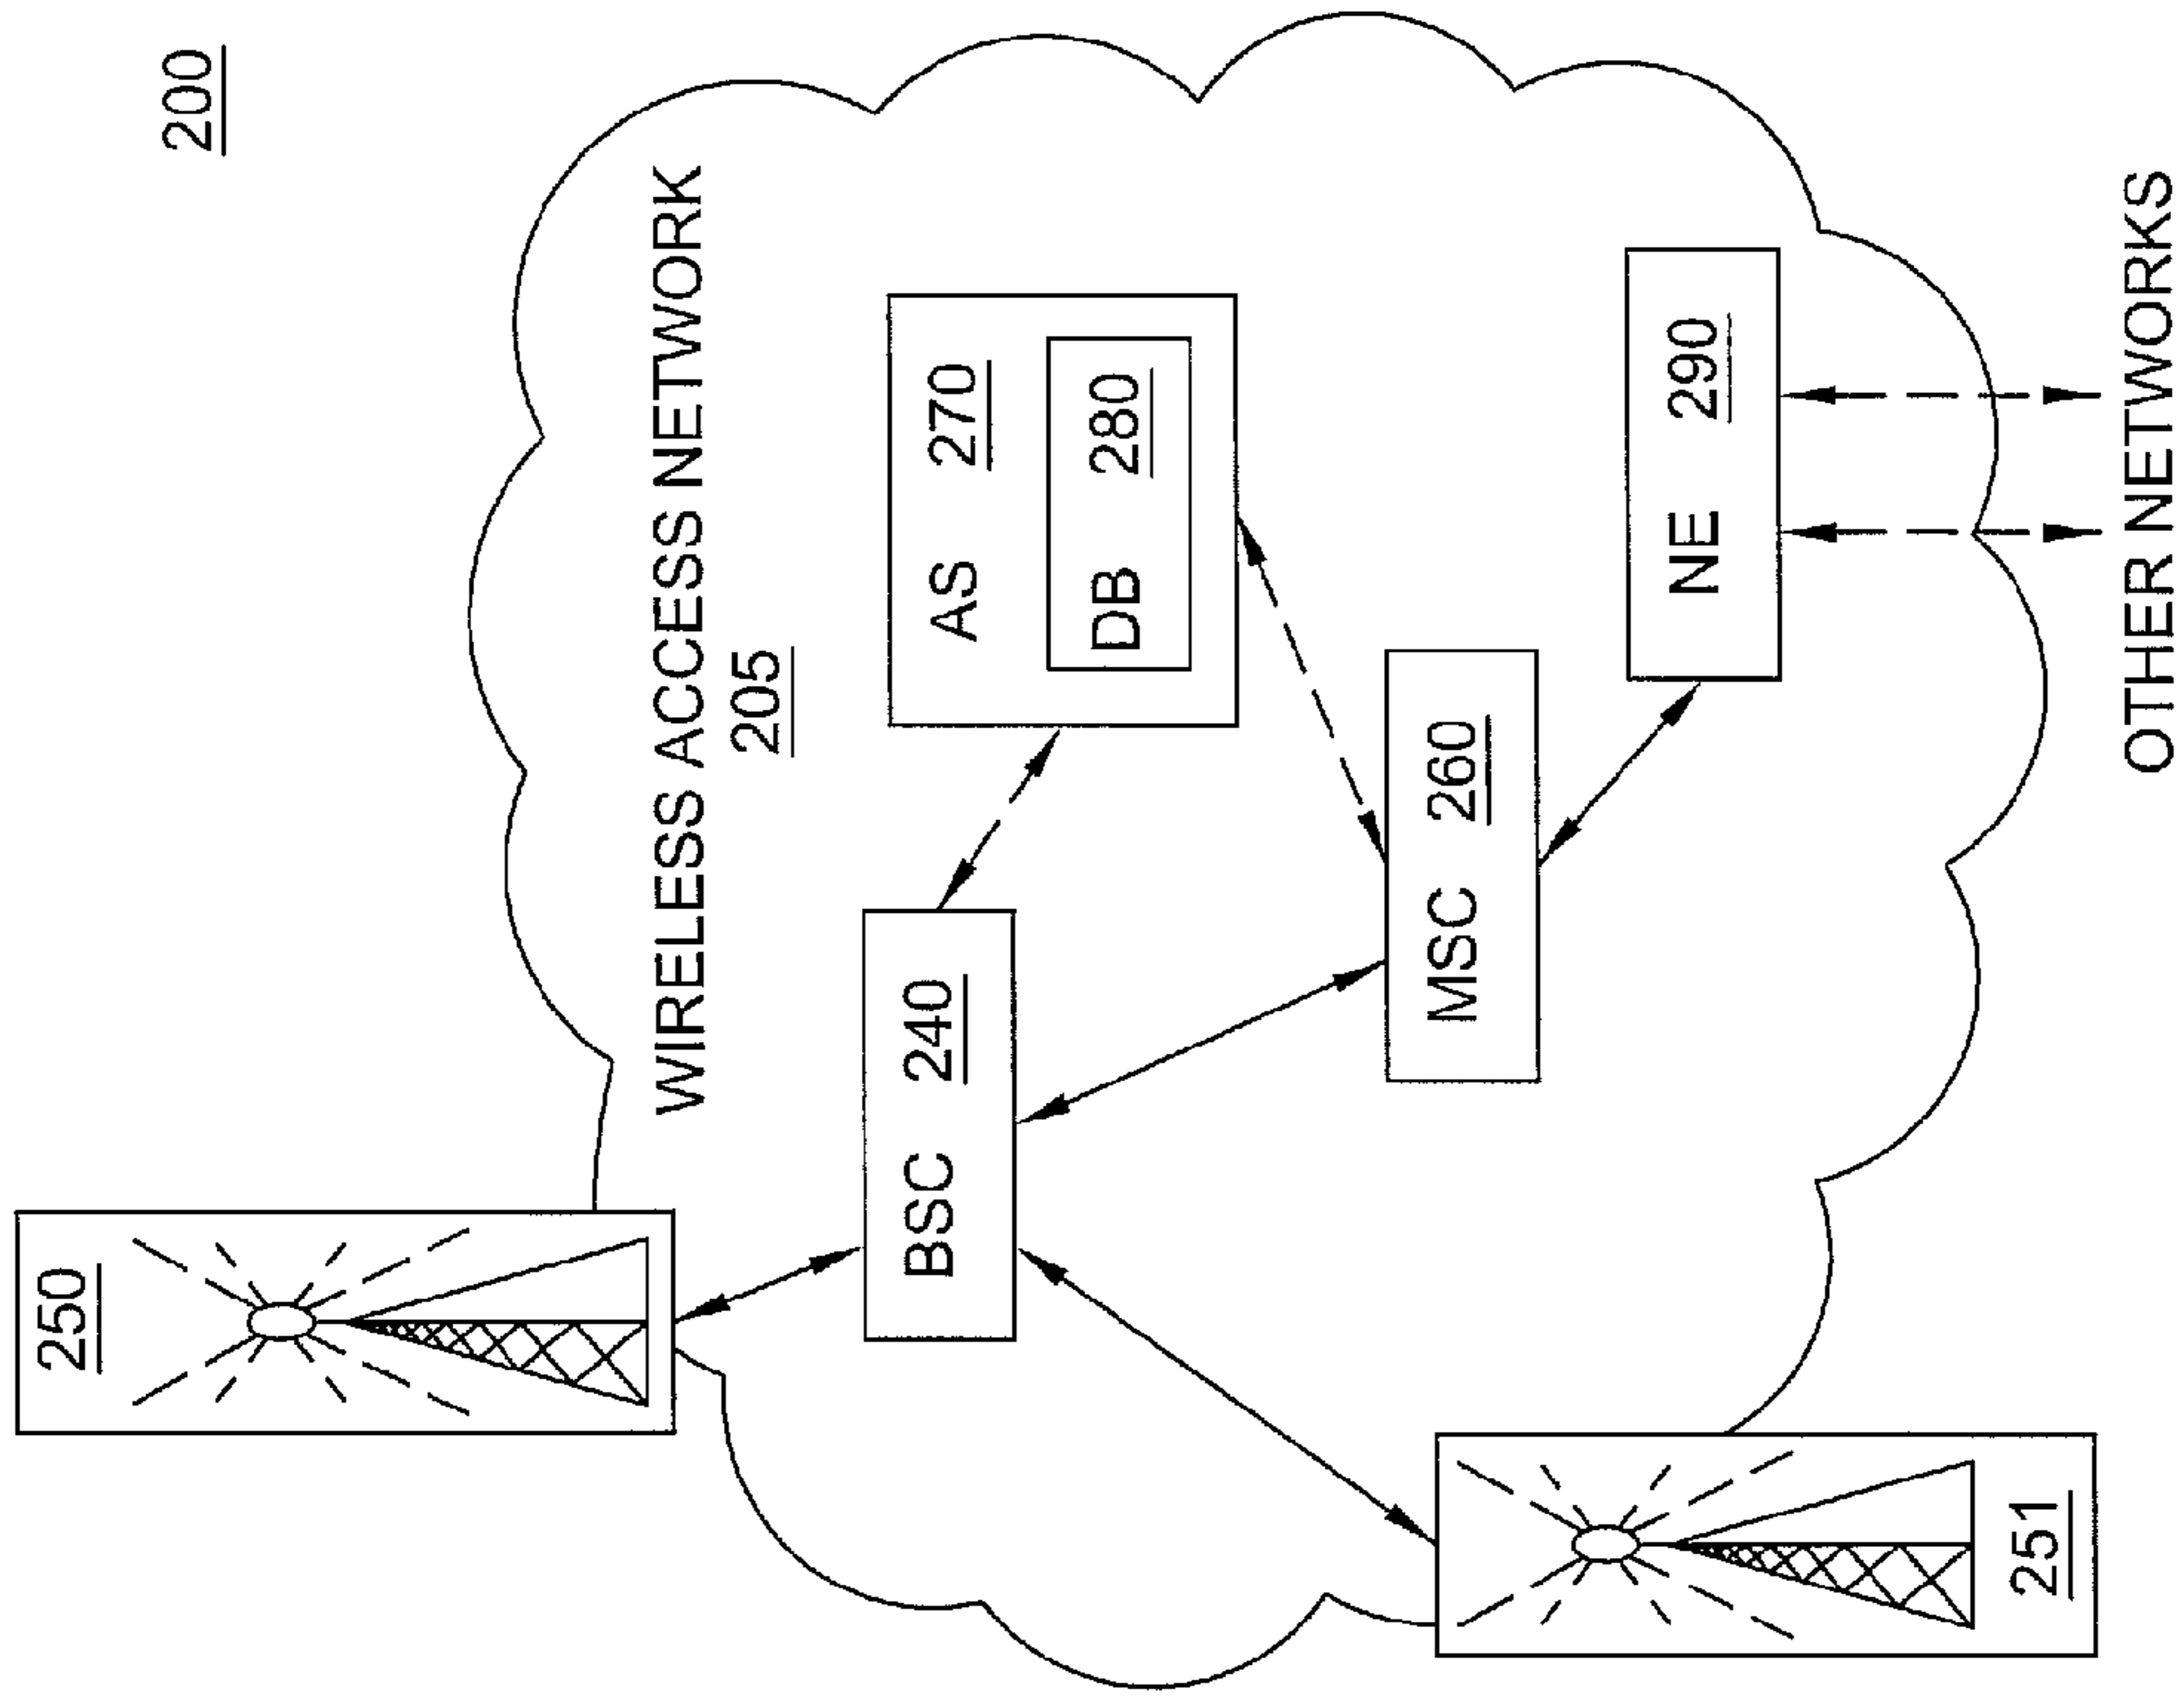 200
WIRELESS ACCESS NETWORK
205
250
AS 270
DB 280
BSC 240
MSC 260
NE 290
251
OTHER NETWORKS